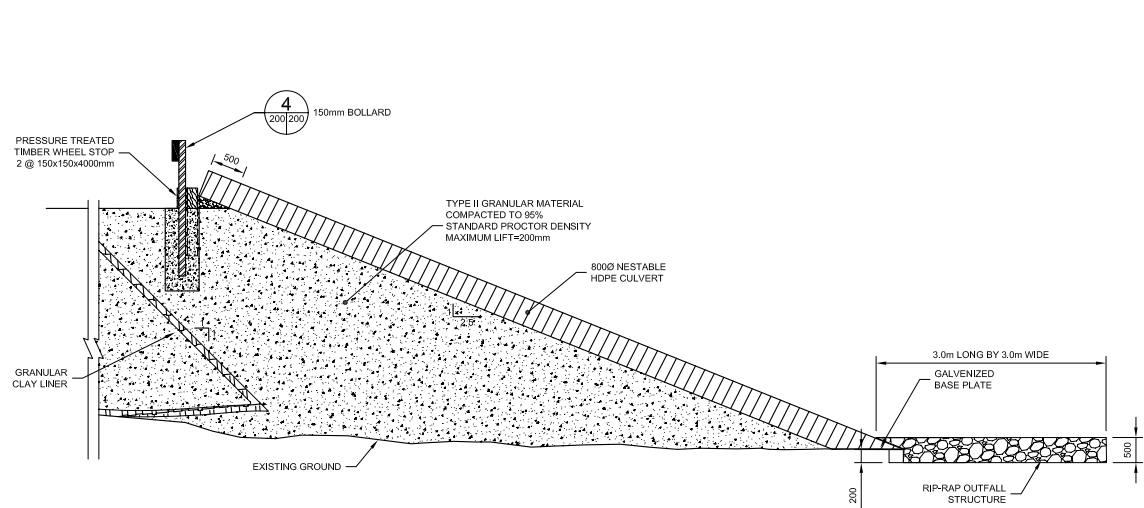 4
200 200
150mm BOLLARD
PRESSURE TREATED
TIMBER WHEEL STOP
2 @ 150x150x4000mm
500
TYPE II GRANULAR MATERIAL
COMPACTED TO 95%
STANDARD PROCTOR DENSITY
MAXIMUM LIFT=200mm
800Ø NESTABLE
HDPE CULVERT
1
2.5
1
1
GRANULAR
CLAY LINER
3.0m LONG BY 3.0m WIDE
GALVANIZED
BASE PLATE
EXISTING GROUND
200
500
RIP-RAP OUTFALL
STRUCTURE